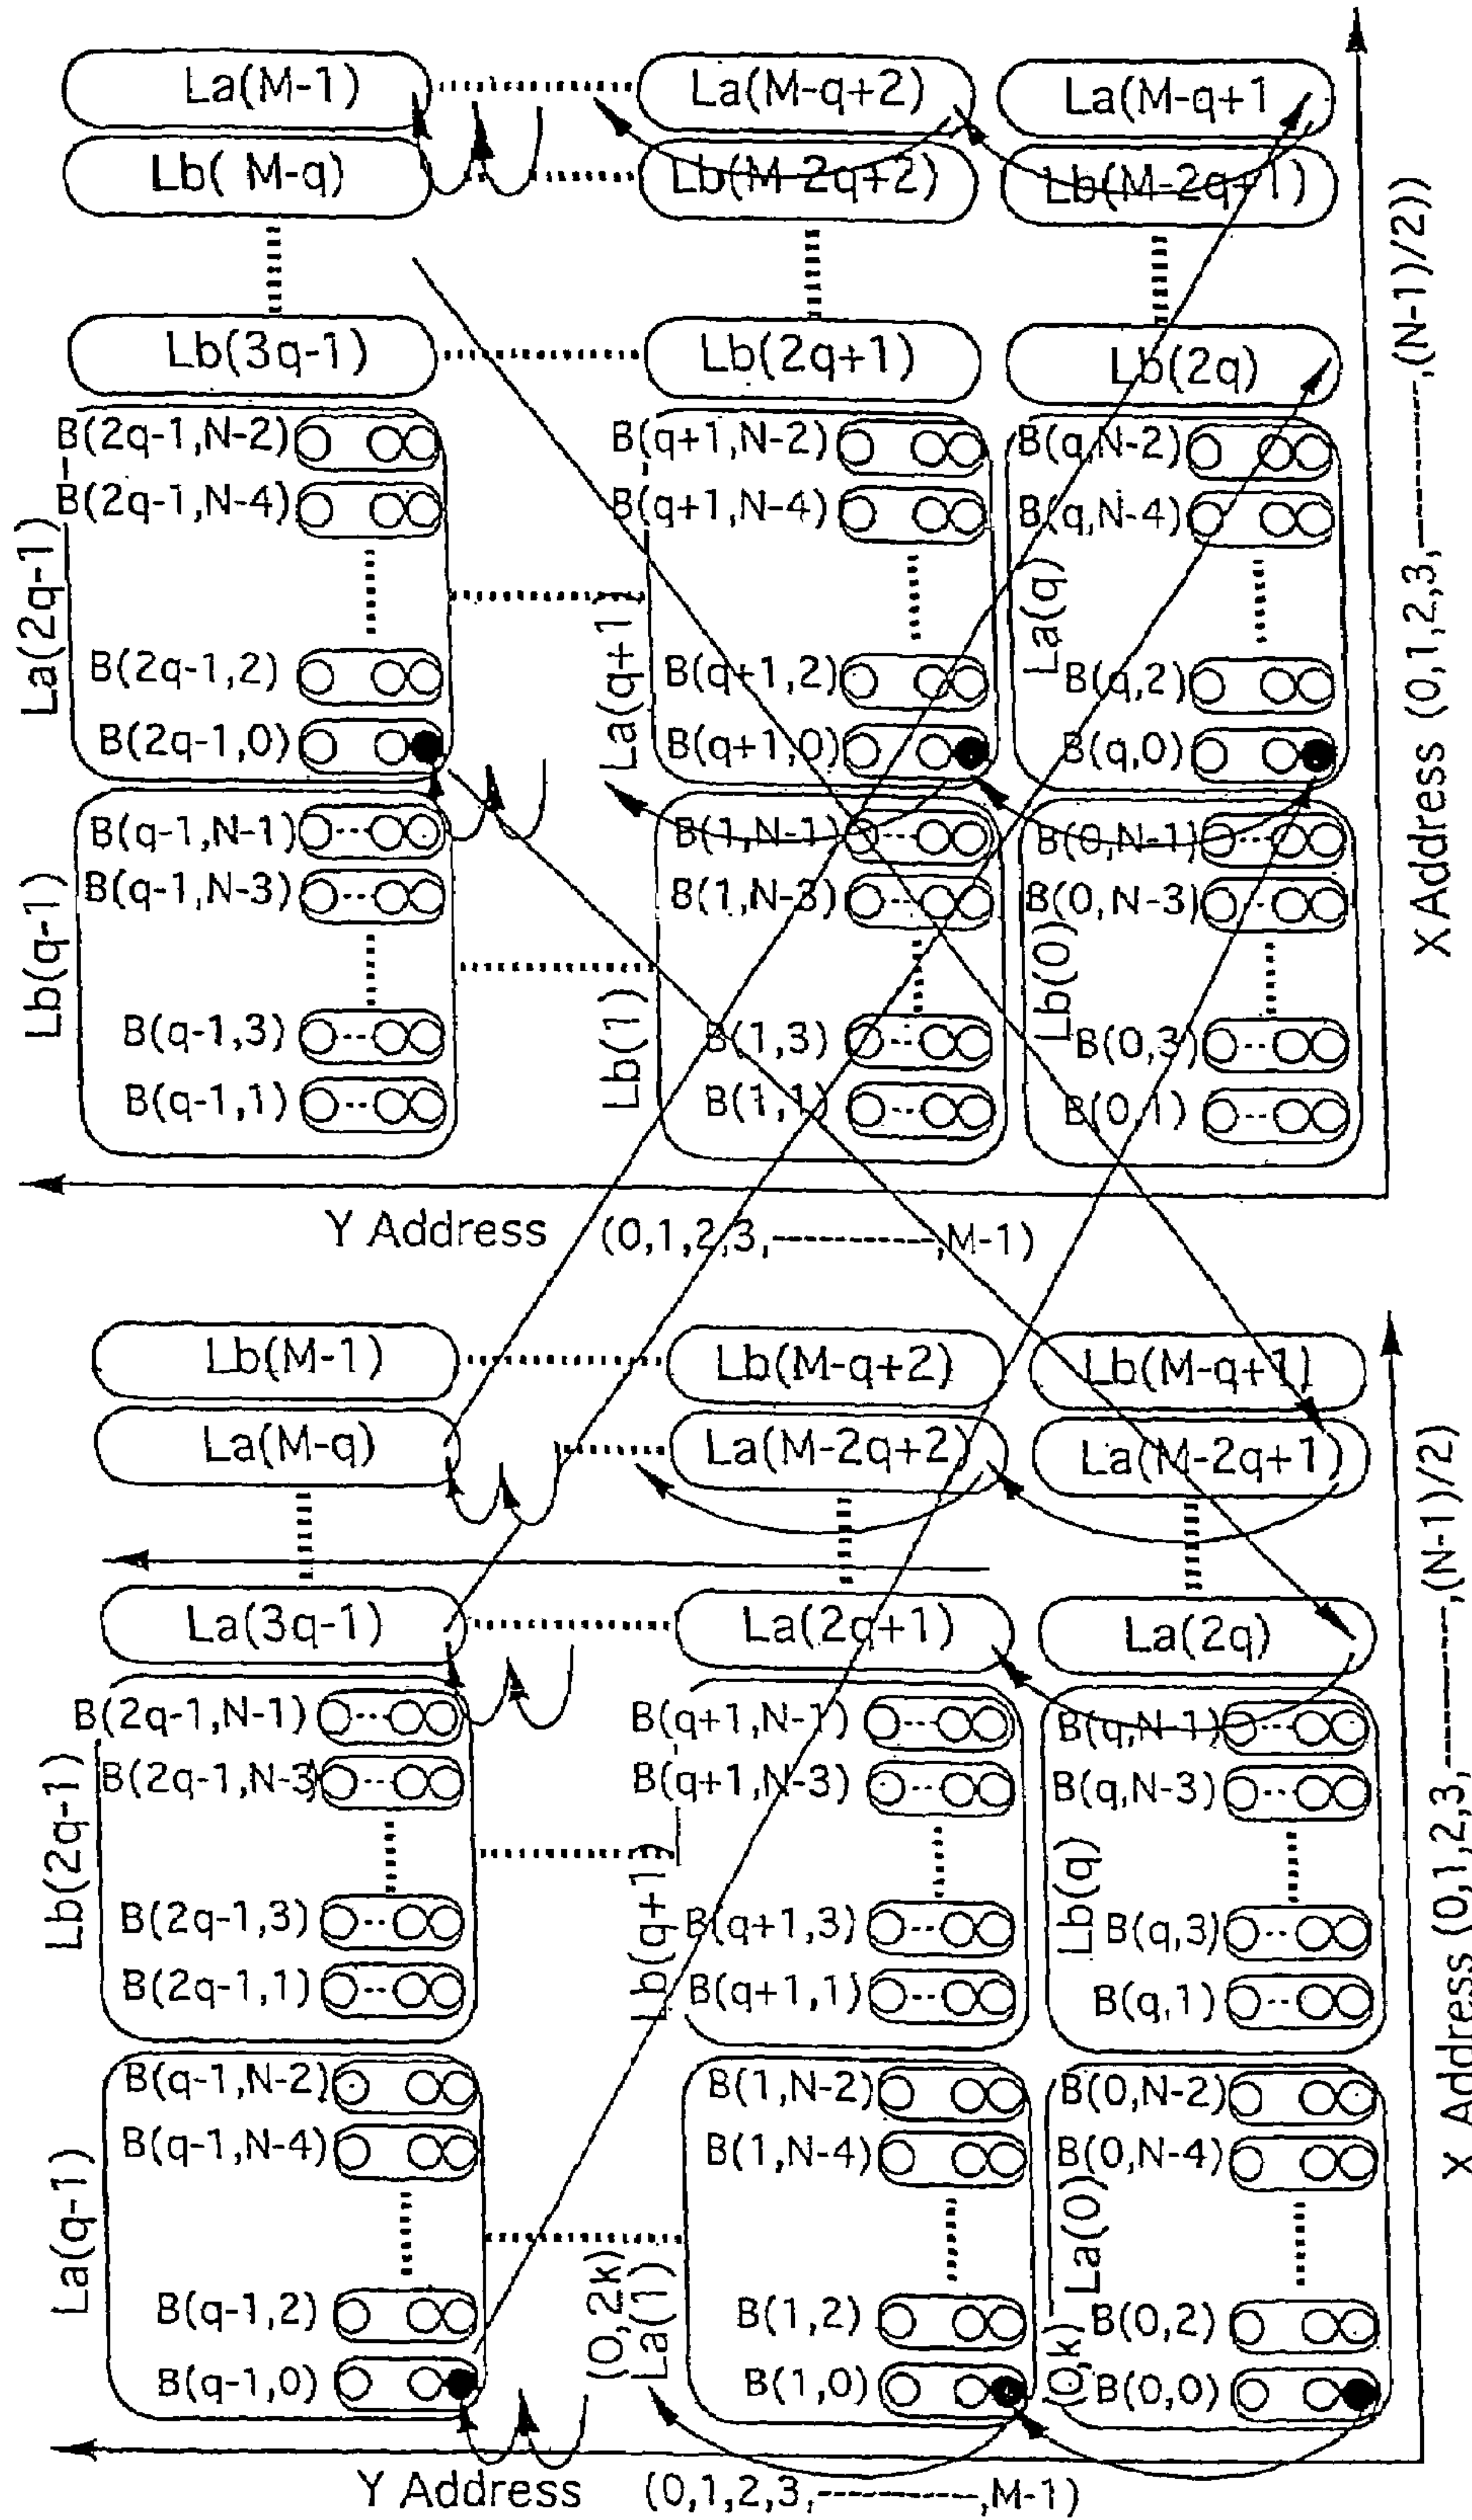 La(M-1)
La(M-q+2)
La(M-q+1
Lb( M-q)
Lb(M-2q+2)
Lb(M-2q+1)
Lb(3q-1)
Lb(2q+1)
Lb(2q)
La(2q-1)
B(2q-1,N-2)
B(2q-1,N-4)
B(2q-1,2)
B(2q-1,0)
La(q+1)
B(q+1,N-2)
B(q+1,N-4)
B(q+1,2)
B(q+1,0)
La(q)
B(q,N-2)
B(q,N-4)
B(q,2)
B(q,0)
Lb(q-1)
B(q-1,N-1)
B(q-1,N-3)
B(q-1,3)
B(q-1,1)
Lb(1)
B(1,N-1)
B(1,N-3)
B(1,3)
B(1,1)
Lb(0)
B(0,N-1)
B(0,N-3)
B(0,3)
B(0,1)
X Address (0,1,2,3,----------,(N-1)/2))
Y Address (0,1,2,3,-----------,M-1)
Lb(M-1)
Lb(M-q+2)
Lb(M-q+1)
La(M-q)
La(M-2q+2)
La(M-2q+1)
La(3q-1)
La(2q+1)
La(2q)
Lb(2q-1)
B(2q-1,N-1)
B(2q-1,N-3
B(2q-1,3)
B(2q-1,1)
Lb(q+1)
B(q+1,N-1)
B(q+1,N-3)
B(q+1,3)
B(q+1,1)
Lb(q)
B(q,N-1)
B(q,N-3)
B(q,3)
B(q,1)
La(q-1)
B(q-1,N-2)
B(q-1,N-4)
B(q-1,2)
B(q-1,0)
(0,2k)
La(1)
B(1,N-2)
B(1,N-4)
B(1,2)
B(1,0)
(0,k)
La(0)
B(0,N-2)
B(0,N-4)
B(0,2)
B(0,0)
X Address (0,1,2,3,----------,(N-1)/2)
Y Address (0,1,2,3,-----------,M-1)